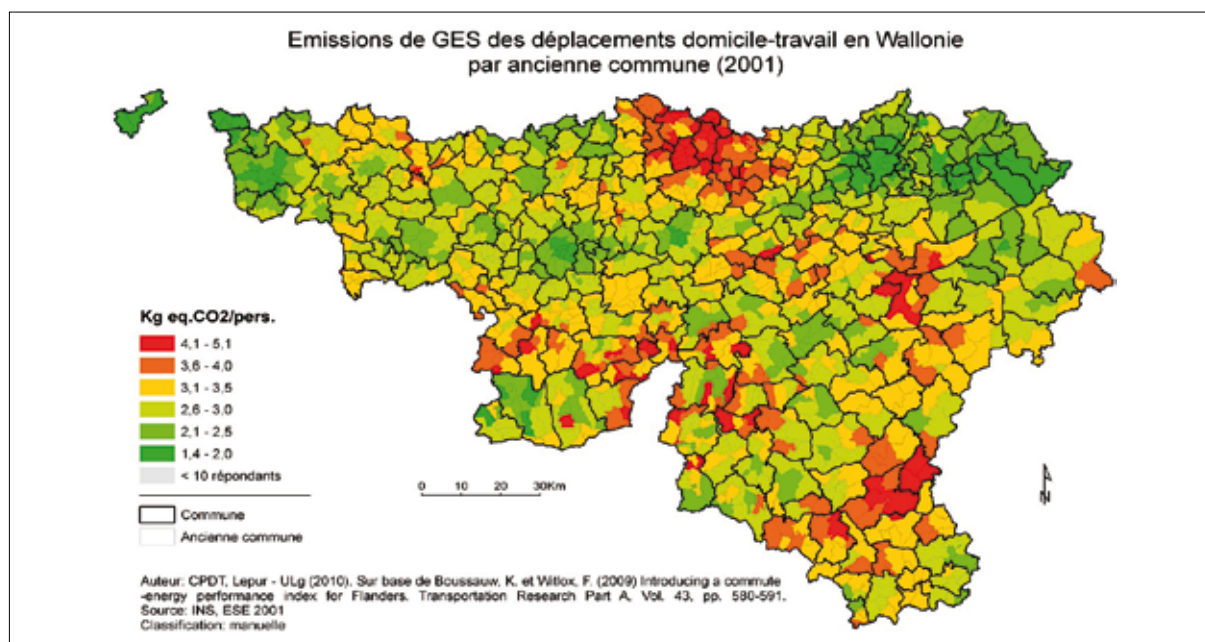 Emissions de GES des déplacements domicile-travail en Wallonie
par ancienne commune (2001)
Kg eq.CO2/pers.
4,1 - 5,1
3,6 - 4,0
3,1 - 3,5
2,6 - 3,0
2,1 - 2,5
1,4 - 2,0
< 10 répondants
Commune
Ancienne commune
0 10 20 30Km
N
Auteur: CPDT, Lepur - ULg (2010). Sur base de Boussauw, K. et Witlox, F. (2009) Introducing a commute
-energy performance index for Flanders. Transportation Research Part A, Vol. 43, pp. 580-591.
Source: INS, ESE 2001
Classification: manuelle